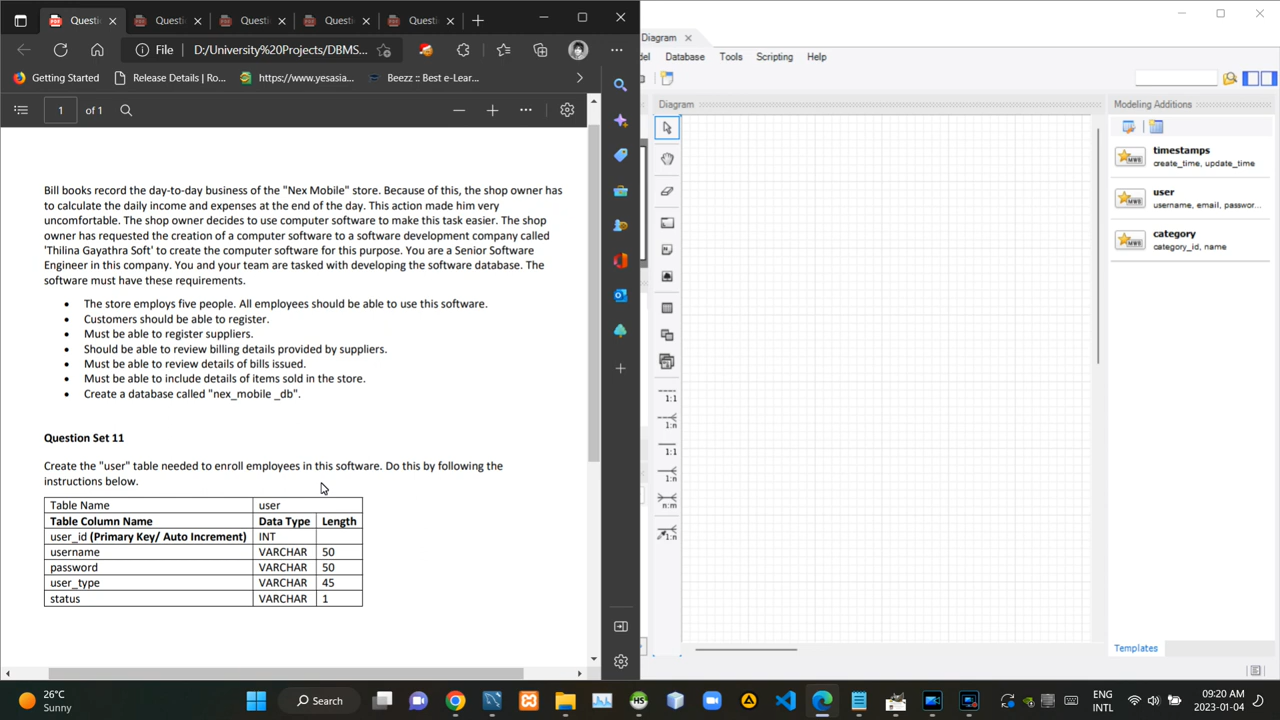 Questi
Questi
Questi
Questi
Questi
File
D:/University%20Projects/DBMS...
Getting Started
Release Details | Ro...
https://www.yesasia...
Beezz :: Best e-Lear...
1
of 1
Bill books record the day-to-day business of the "Nex Mobile" store. Because of this, the shop owner has
to calculate the daily income and expenses at the end of the day. This action made him very
uncomfortable. The shop owner decides to use computer software to make this task easier. The shop
owner has requested the creation of a computer software to a software development company called
'Thilina Gayathra Soft' to create the computer software for this purpose. You are a Senior Software
Engineer in this company. You and your team are tasked with developing the software database. The
software must have these requirements.
• The store employs five people. All employees should be able to use this software.
• Customers should be able to register.
• Must be able to register suppliers.
• Should be able to review billing details provided by suppliers.
• Must be able to review details of bills issued.
• Must be able to include details of items sold in the store.
• Create a database called "nex_mobile _db".
Question Set 11
Create the "user" table needed to enroll employees in this software. Do this by following the
instructions below.
Table Name user
Table Column Name Data Type Length
user_id (Primary Key/ Auto Increment) INT
username VARCHAR 50
password VARCHAR 50
user_type VARCHAR 45
status VARCHAR 1
Diagram
del Database Tools Scripting Help
Diagram
1:1
1:n
1:1
1:n
n:m
1:n
Modeling Additions
timestamps
create_time, update_time
user
username, email, passwor...
category
category_id, name
Templates
26°C
Sunny
Search
ENG
INTL
09:20 AM
2023-01-04